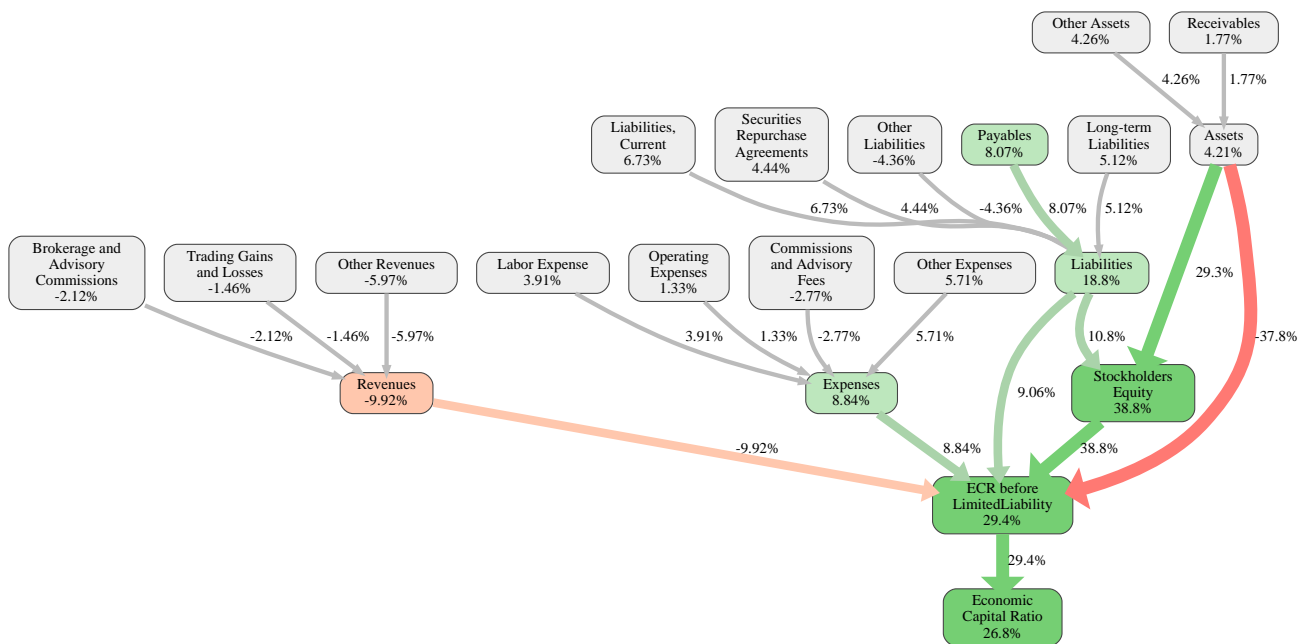 Other Assets
4.26%
Receivables
1.77%
4.26%
1.77%
Liabilities,
Current
6.73%
Securities
Repurchase
Agreements
4.44%
Other
Liabilities
-4.36%
Payables
8.07%
Long-term
Liabilities
5.12%
Assets
4.21%
6.73%
4.44%
-4.36%
8.07%
5.12%
Brokerage and
Advisory
Commissions
-2.12%
Trading Gains
and Losses
-1.46%
Other Revenues
-5.97%
Labor Expense
3.91%
Operating
Expenses
1.33%
Commissions
and Advisory
Fees
-2.77%
Other Expenses
5.71%
Liabilities
18.8%
29.3%
-2.12%
-1.46%
-5.97%
3.91%
1.33%
-2.77%
5.71%
10.8%
-37.8%
Revenues
-9.92%
Expenses
8.84%
9.06%
Stockholders
Equity
38.8%
-9.92%
8.84%
38.8%
ECR before
LimitedLiability
29.4%
29.4%
Economic
Capital Ratio
26.8%